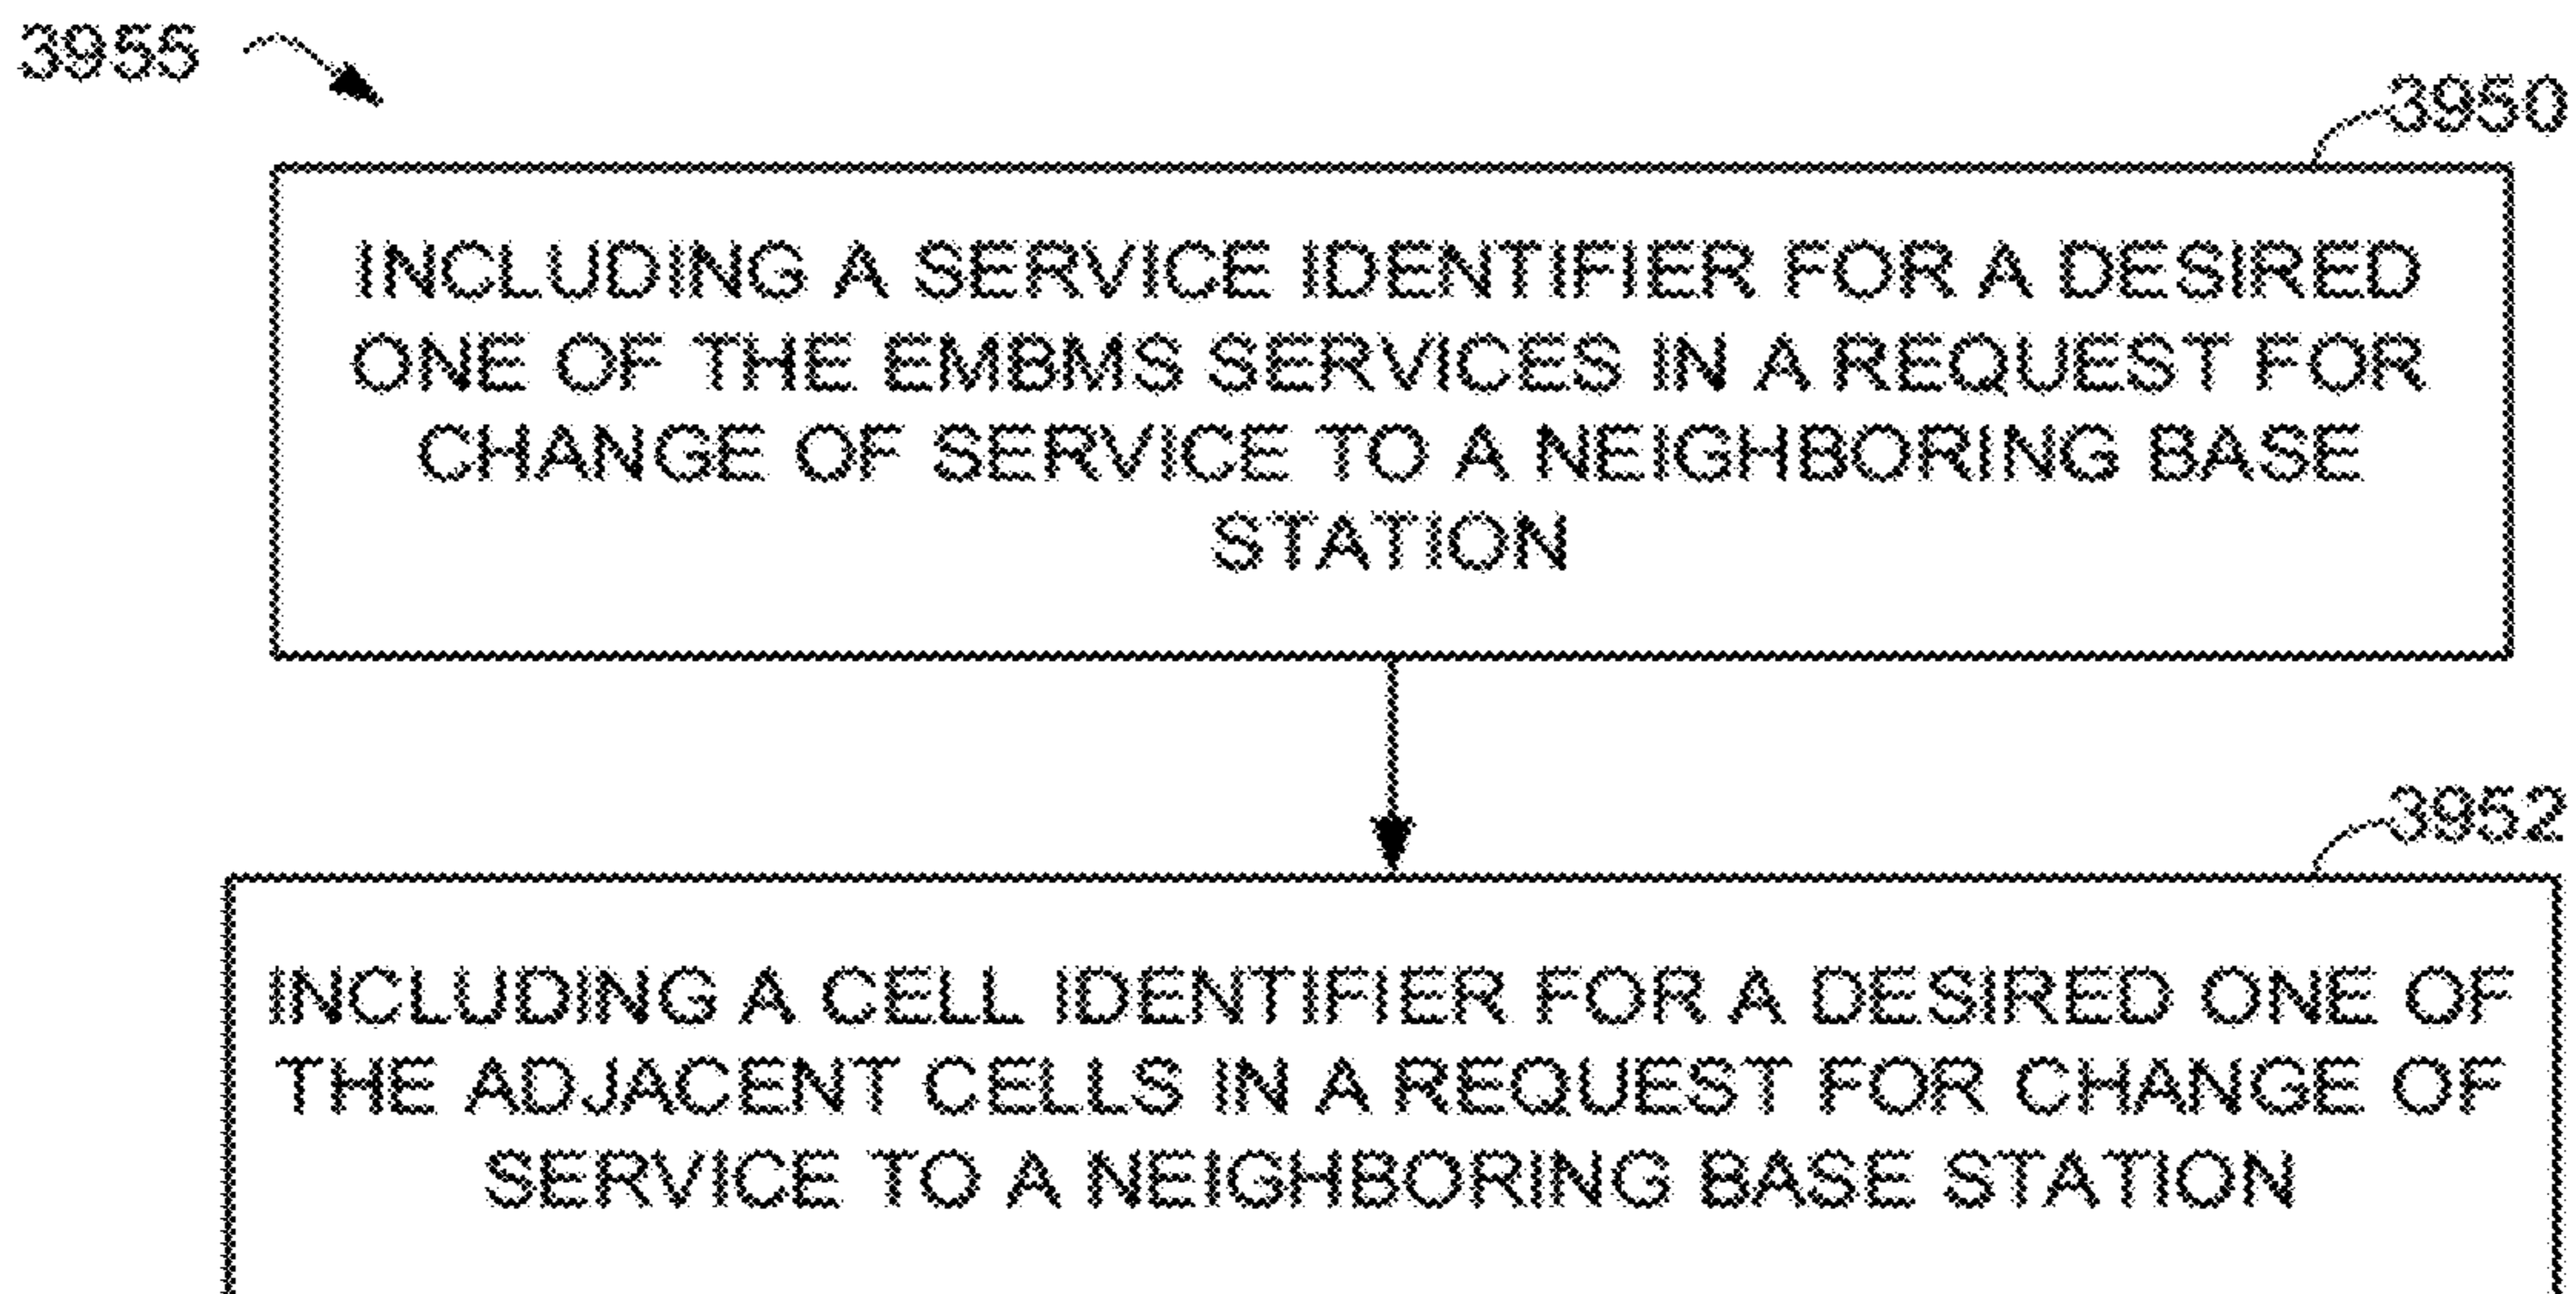 3955
3950
INCLUDING A SERVICE IDENTIFIER FOR A DESIRED
ONE OF THE EMBMS SERVICES IN A REQUEST FOR
CHANGE OF SERVICE TO A NEIGHBORING BASE
STATION
3952
INCLUDING A CELL IDENTIFIER FOR A DESIRED ONE OF
THE ADJACENT CELLS IN A REQUEST FOR CHANGE OF
SERVICE TO A NEIGHBORING BASE STATION